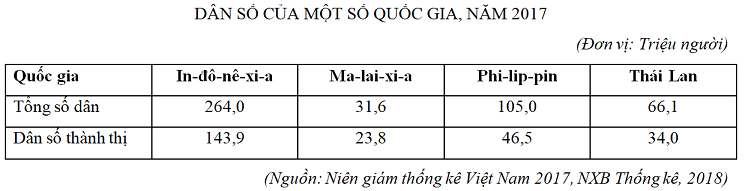 DÂN SỐ CỦA MỘT SỐ QUỐC GIA, NĂM 2017
(Đơn vị: Triệu người)
Quốc gia In-đô-nê-xi-a Ma-lai-xi-a Phi-lip-pin Thái Lan
Tổng số dân 264,0 31,6 105,0 66,1
Dân số thành thị 143,9 23,8 46,5 34,0
(Nguồn: Niên giám thống kê Việt Nam 2017, NXB Thống kê, 2018)